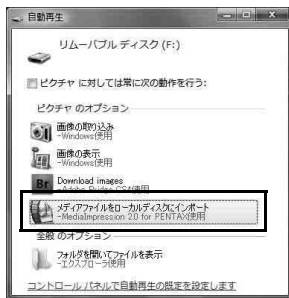 自動再生
リムーバブル ディスク (F:)
ピクチャ に対しては常に次の動作を行う:
ピクチャ のオプション
画像の取り込み
-Windows使用
画像の表示
-Windows使用
Br
Download images
-Adobe Bridge CS4使用
メディアファイルをローカルディスクにインポート
-MediaImpression 2.0 for PENTAX使用
全般 のオプション
フォルダを開いてファイルを表示
-エクスプローラ使用
コントロール パネルで自動再生の既定を設定します